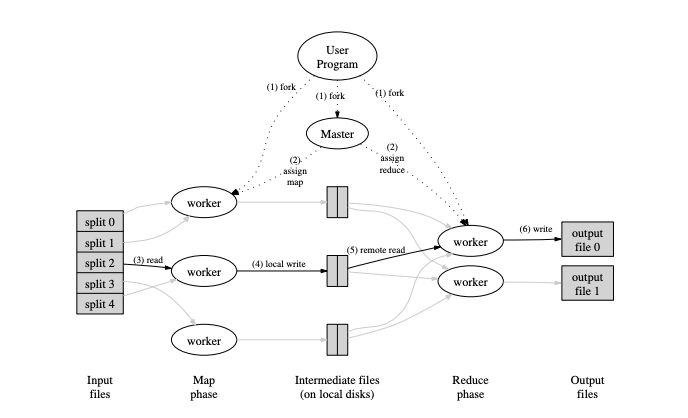 User
Program
(1) fork
(1) fork
(1) fork
Master
(2)
assign
map
(2)
assign
reduce
worker
split 0
split 1
split 2
split 3
split 4
(3) read
worker
(4) local write
(5) remote read
worker
(6) write
output
file 0
worker
output
file 1
worker
Input
files
Map
phase
Intermediate files
(on local disks)
Reduce
phase
Output
files